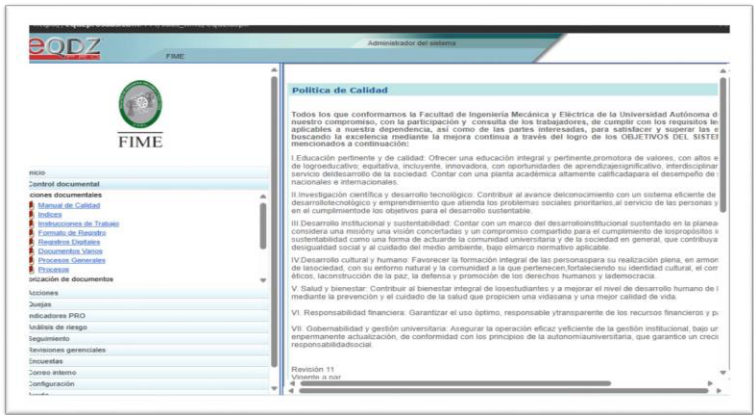 eQDZ
PRO
Administrador del sistema
FIME
FIME
Inicio
Control documental
ciones documentales
Manual de Calidad
Indices
Instrucciones de Trabajo
Formato de Registro
Registros Digitales
Documentos Varios
Procesos Generales
Procesos
orización de documentos
Acciones
Quejas
Indicadores PRO
Análisis de riesgo
Seguimiento
Revisiones gerenciales
Encuestas
Correo interno
Configuración
Política de Calidad
Todos los que conformamos la Facultad de Ingeniería Mecánica y Eléctrica de la Universidad Autónoma d
nuestro compromiso, con la participación y consulta de los trabajadores, de cumplir con los requisitos le
aplicables a nuestra dependencia, así como de las partes interesadas, para satisfacer y superar las e
buscando la excelencia mediante la mejora continua a través del logro de los OBJETIVOS DEL SISTE
mencionados a continuación:
I.Educación pertinente y de calidad: Ofrecer una educación integral y pertinente,promotora de valores, con altos e
de logroeducativo; equitativa, incluyente, innovadora, con oportunidades de aprendizajesignificativo, interdisciplinar
servicio deldesarrollo de la sociedad. Contar con una planta académica altamente calificadapara el desempeño de
nacionales e internacionales.
II.Investigación científica y desarrollo tecnológico: Contribuir al avance delconocimiento con un sistema eficiente de
desarrollotecnológico y emprendimiento que atienda los problemas sociales prioritarios,al servicio de las personas y
en el cumplimientode los objetivos para el desarrollo sustentable.
III.Desarrollo institucional y sustentabilidad: Contar con un marco del desarrolloinstitucional sustentado en la planea
considera una misióny una visión concertadas y un compromiso compartido para el cumplimiento de lospropósitos i
sustentabilidad como una forma de actuarde la comunidad universitaria y de la sociedad en general, que contribuya
desigualdad social y al cuidado del medio ambiente, bajo elmarco normativo aplicable.
IV.Desarrollo cultural y humano: Favorecer la formación integral de las personaspara su realización plena, en armon
de lasociedad, con su entorno natural y la comunidad a la que pertenecen,fortaleciendo su identidad cultural, el com
éticos, laconstrucción de la paz, la defensa y promoción de los derechos humanos y lademocracia.
V. Salud y bienestar: Contribuir al bienestar integral de losestudiantes y a mejorar el nivel de desarrollo humano de l
mediante la prevención y el cuidado de la salud que propicien una vidasana y una mejor calidad de vida.
VI. Responsabilidad financiera: Garantizar el uso óptimo, responsable ytransparente de los recursos financieros y p
VII. Gobernabilidad y gestión universitaria: Asegurar la operación eficaz yeficiente de la gestión institucional, bajo un
enpermanente actualización, de conformidad con los principios de la autonomíauniversitaria, que garantice un creci
responsabilidadsocial.
Revisión 11
Vigente a par